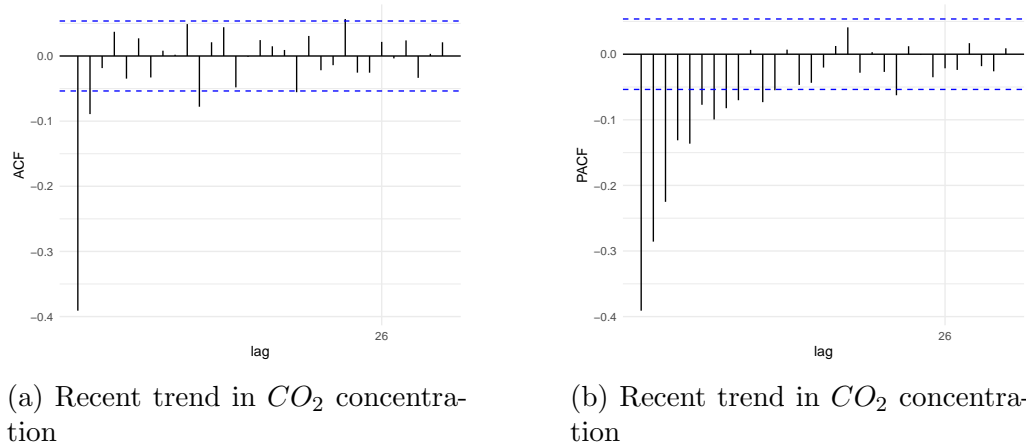 0.0
−0.1
−0.2
−0.3
−0.4
ACF
26
lag
(a) Recent trend in CO2 concentra-
tion
0.0
−0.1
−0.2
−0.3
−0.4
PACF
26
lag
(b) Recent trend in CO2 concentra-
tion